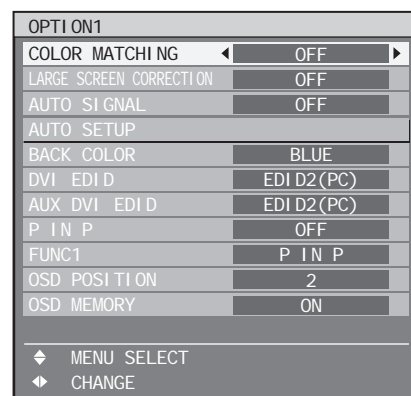 OPTION1
COLOR MATCHING OFF
LARGE SCREEN CORRECTION OFF
AUTO SIGNAL OFF
AUTO SETUP
BACK COLOR BLUE
DVI EDID EDID2(PC)
AUX DVI EDID EDID2(PC)
P IN P OFF
FUNC1 P IN P
OSD POSITION 2
OSD MEMORY ON
MENU SELECT
CHANGE